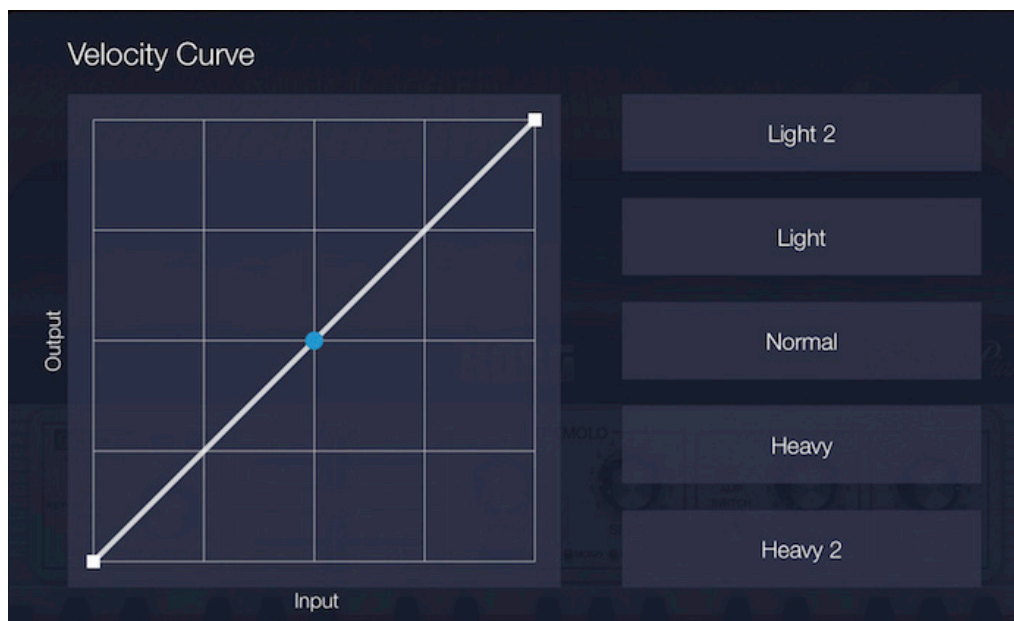 Velocity Curve
Light 2
Light
Normal
Heavy
Heavy 2
Output
Input